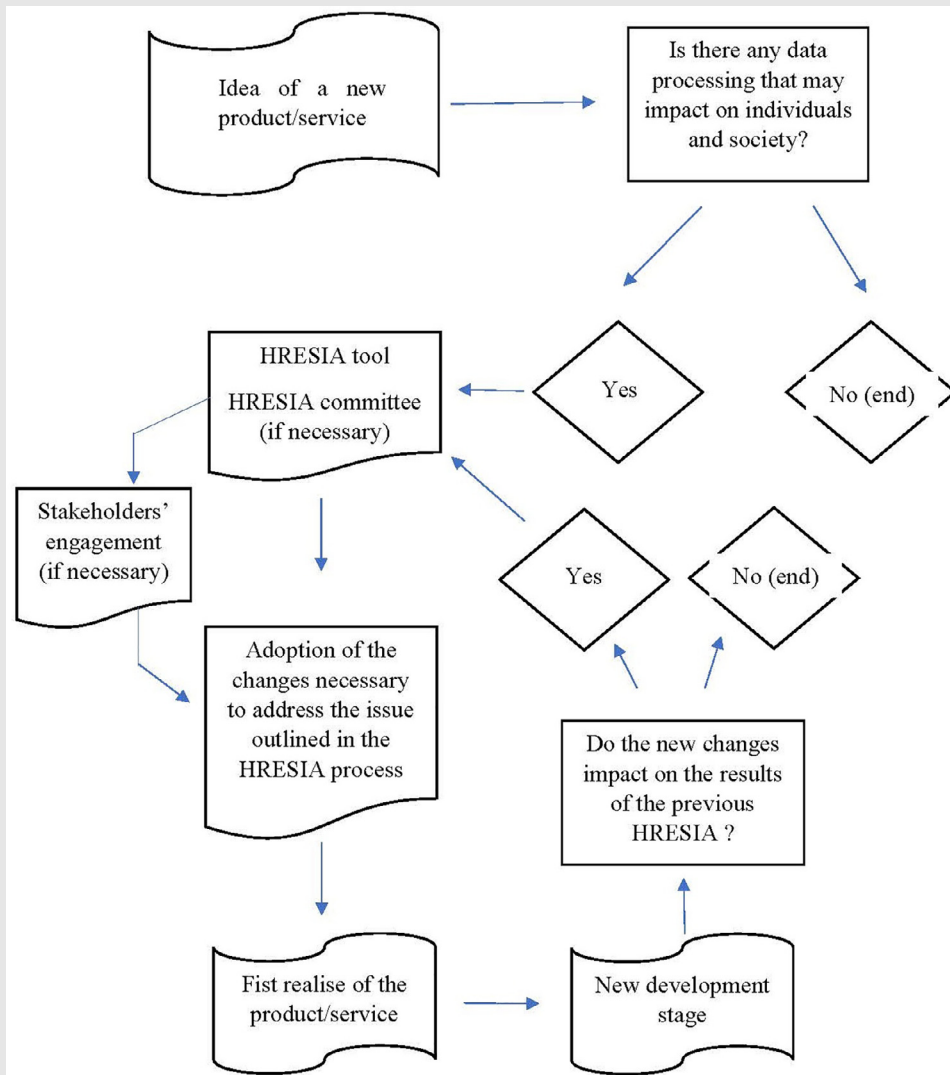 Idea of a new
product/service
Is there any data
processing that may
impact on individuals
and society?
Yes
No (end)
HRESIA tool
HRESIA committee
(if necessary)
Stakeholders’
engagement
(if necessary)
Yes
No (end)
Adoption of the
changes necessary
to address the issue
outlined in the
HRESIA process
Do the new changes
impact on the results
of the previous
HRESIA ?
Fist realise of the
product/service
New development
stage